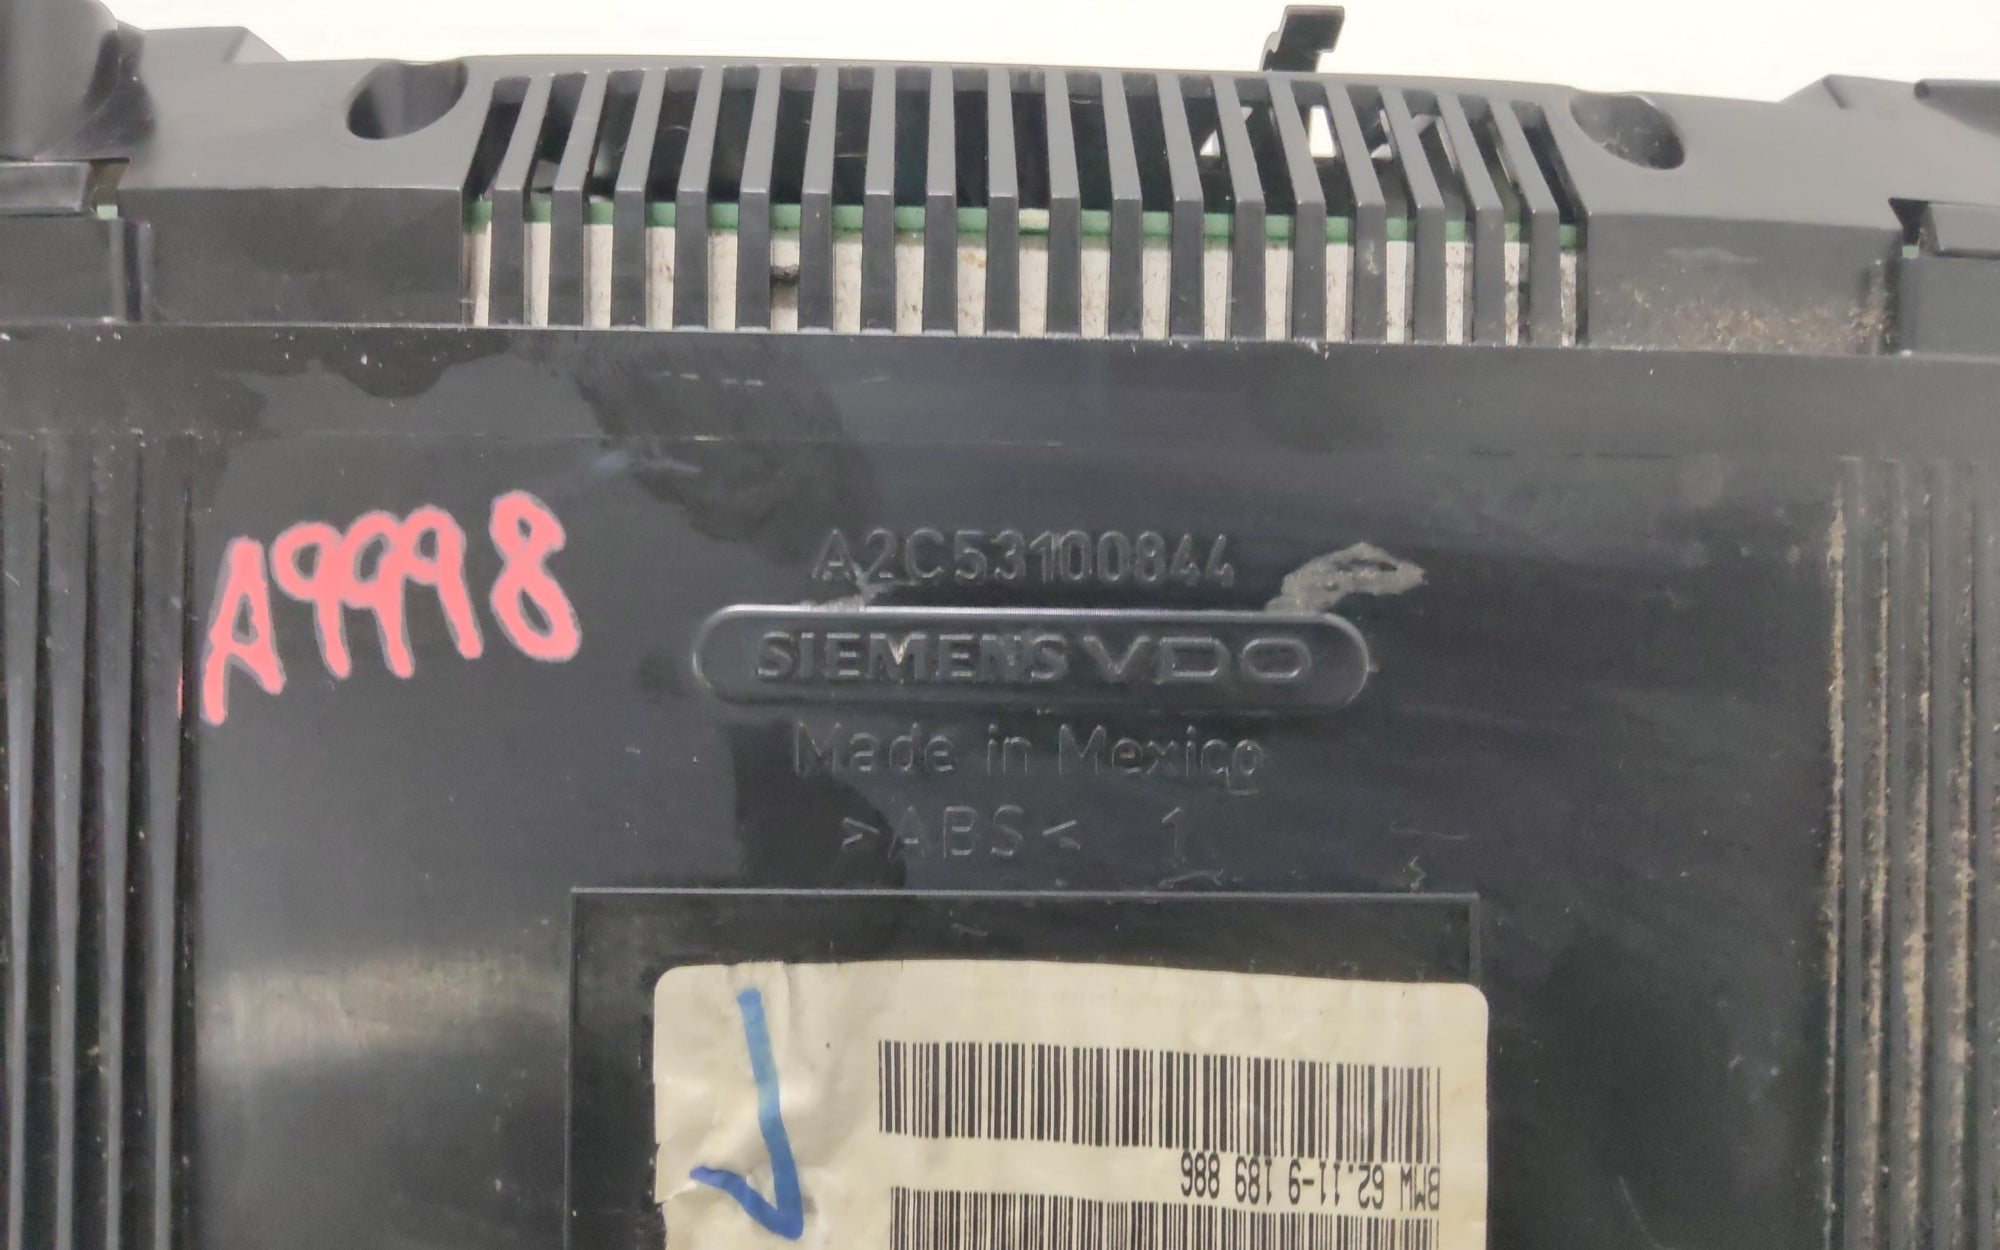 A9998
A2C53100844
SIEMENS VDO
Made in Mexico
>ABS< 1
BMW 62.11-9 189 886